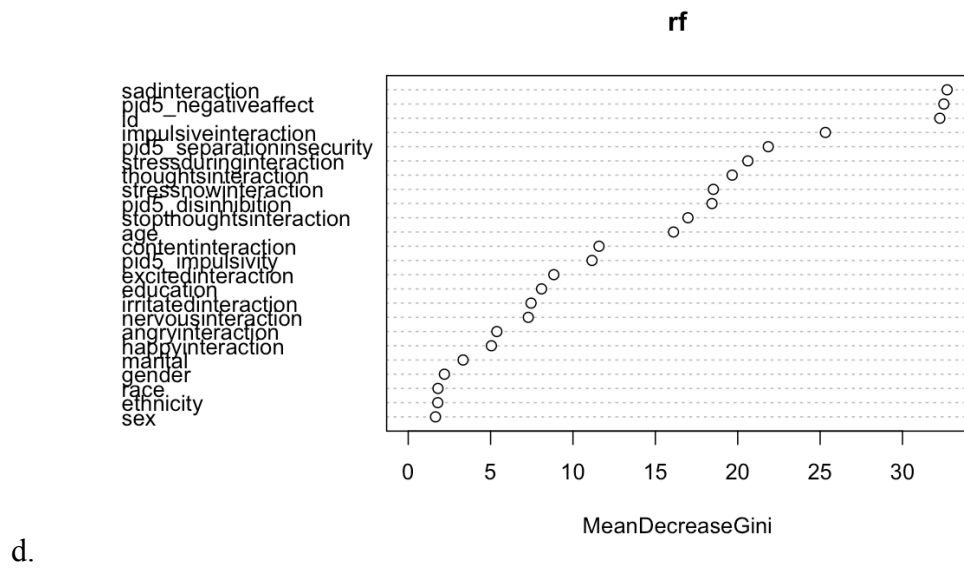 rf
sadinteraction
pid5_negativeaffect
id
impulsiveinteraction
pid5_separationinsecurity
stressduringinteraction
thoughtsinteraction
stressnowinteraction
pid5_disinhibition
stopthoughtsinteraction
age
contentinteraction
pid5_impulsivity
excitedinteraction
education
irritatedinteraction
nervousinteraction
angryinteraction
happyinteraction
marital
gender
race
ethnicity
sex
0 5 10 15 20 25 30
MeanDecreaseGini
d.